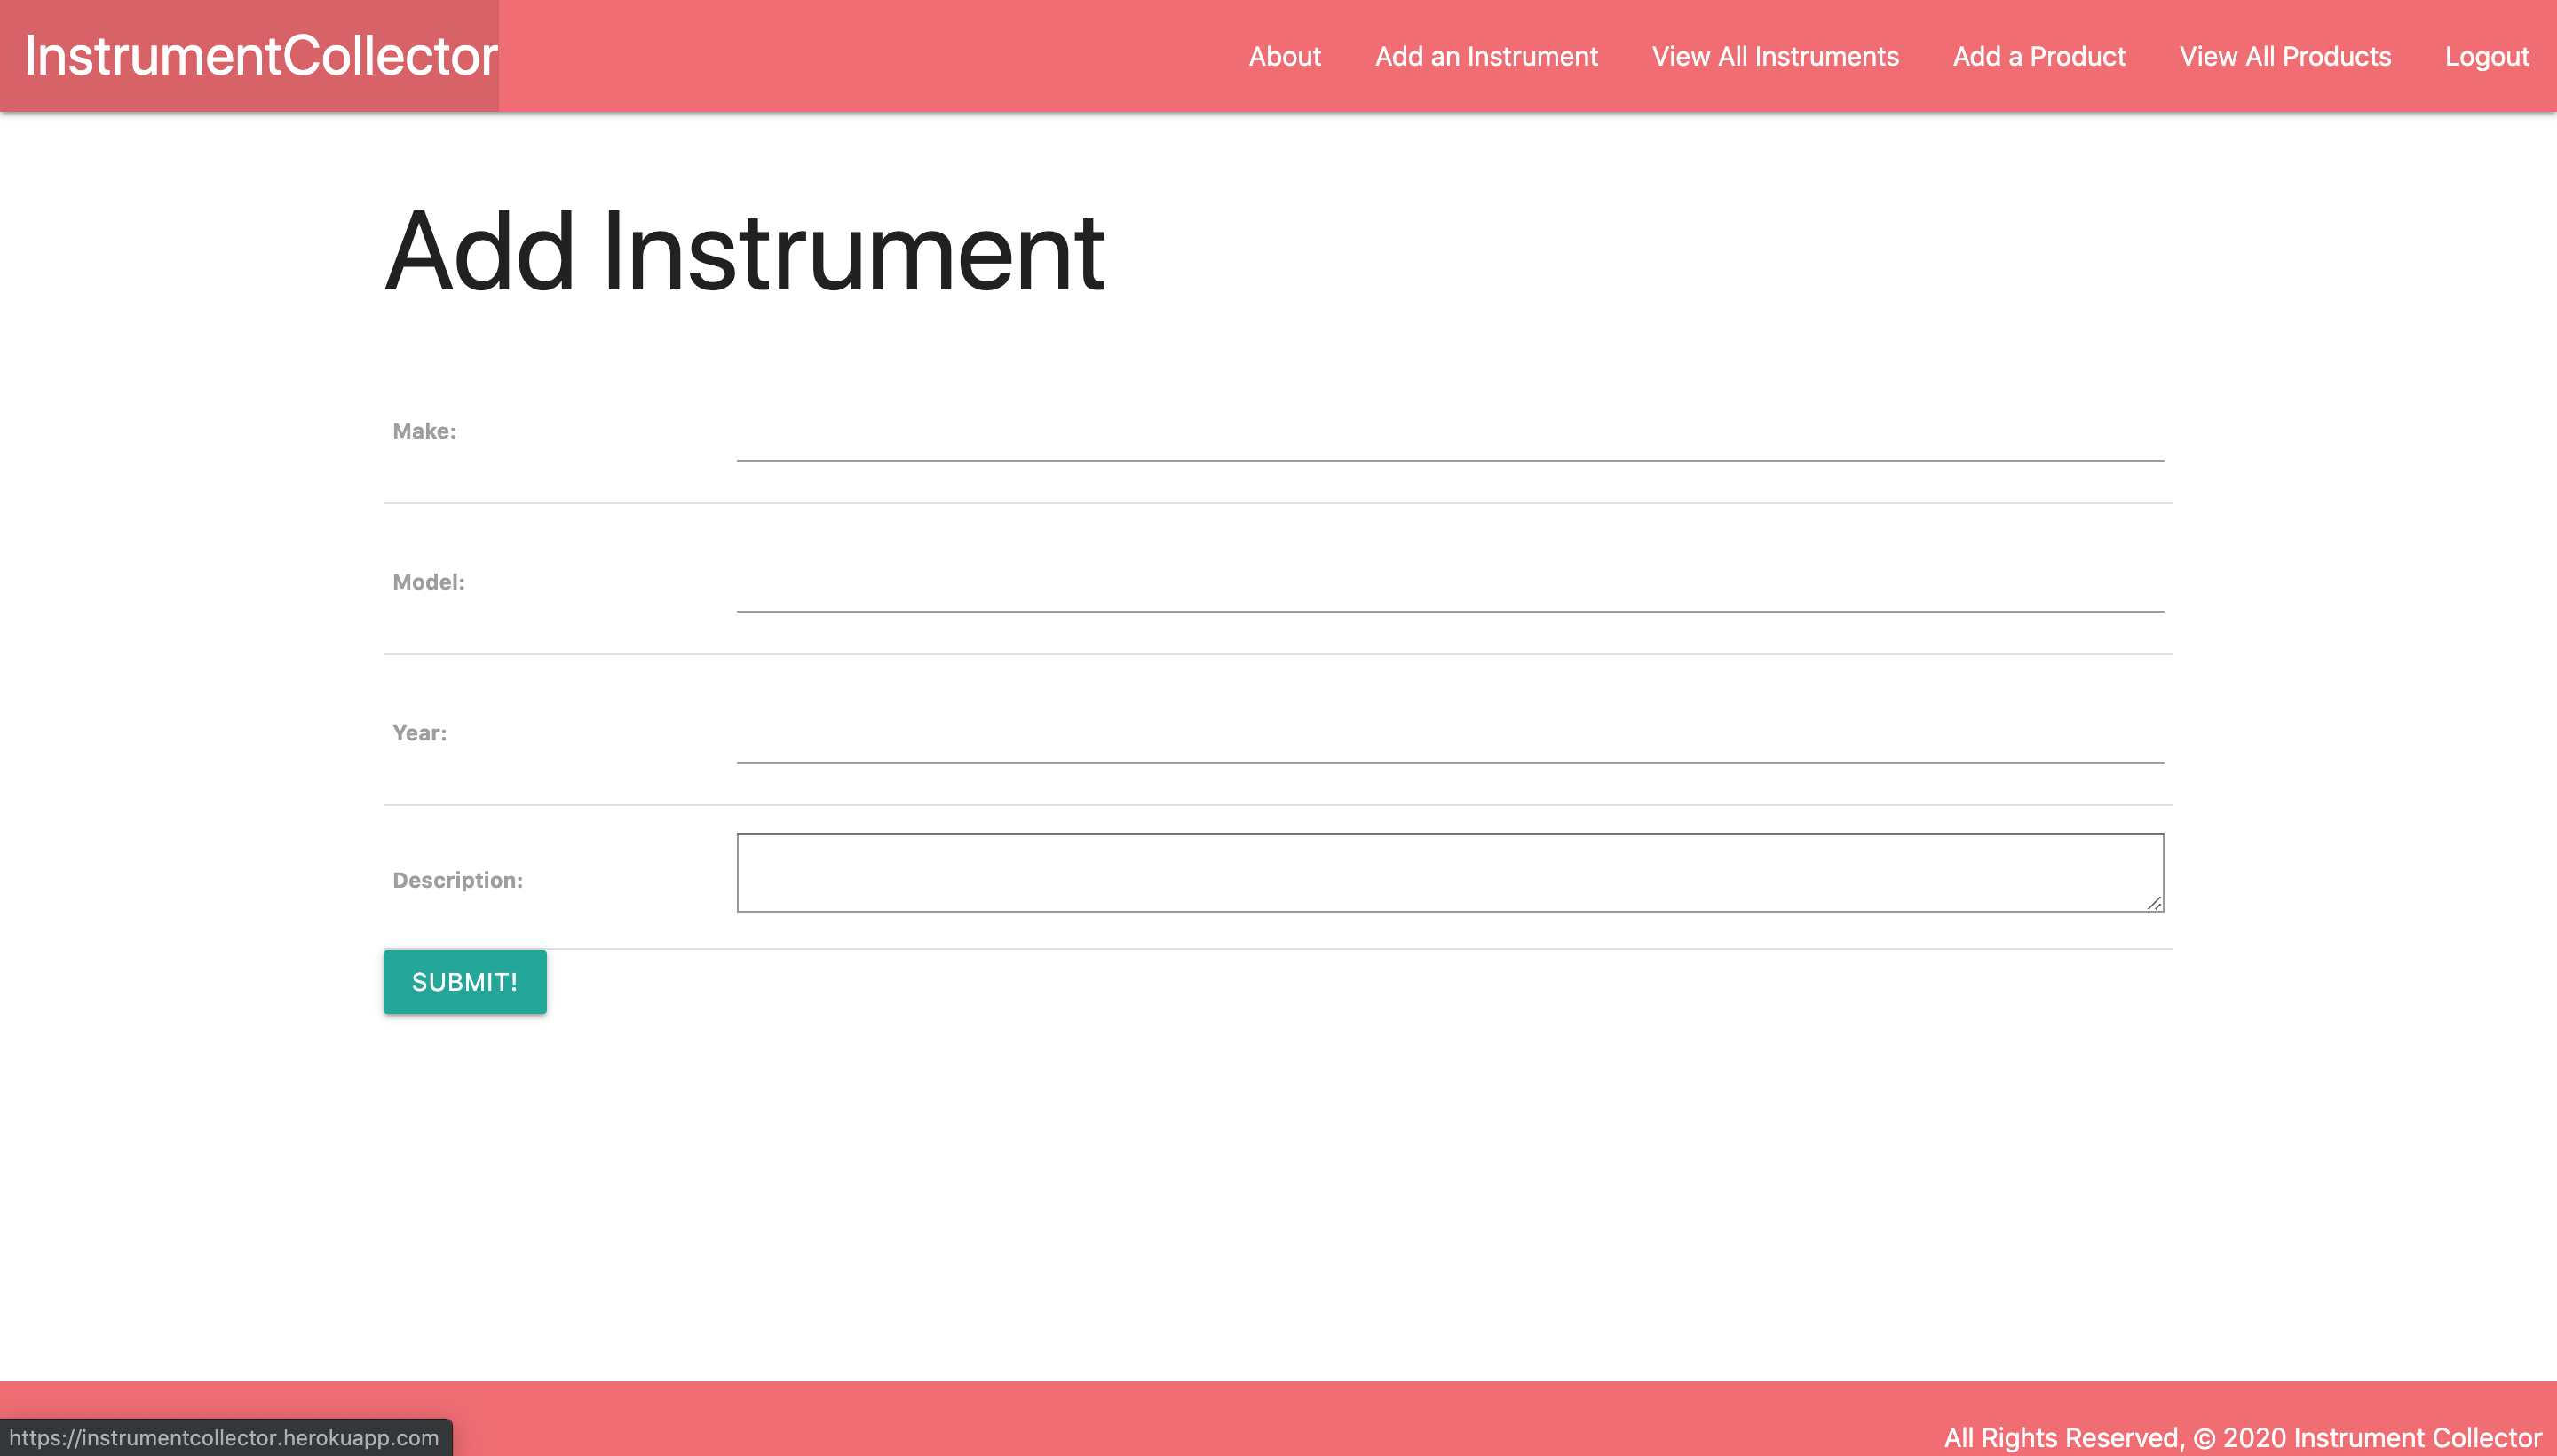 InstrumentCollector
About Add an Instrument View All Instruments Add a Product View All Products Logout
Add Instrument
Make:
Model:
Year:
Description:
SUBMIT!
https://instrumentcollector.herokuapp.com
All Rights Reserved, © 2020 Instrument Collector